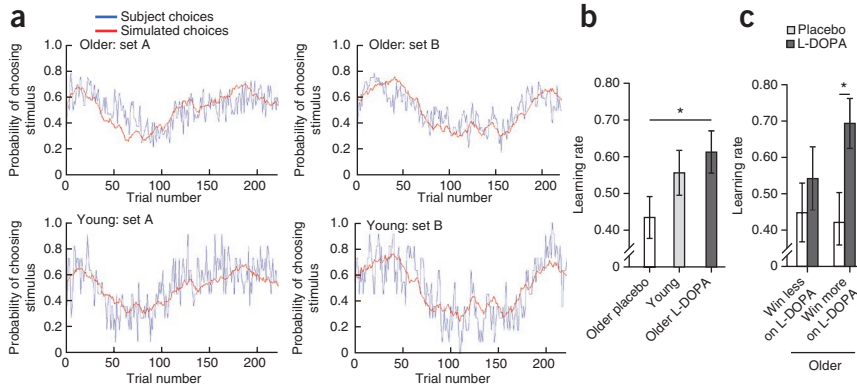 a
Subject choices
Simulated choices
Older: set A
Probability of choosing
stimulus
1.0
0.8
0.6
0.4
0.2
0
0 50 100 150 200
Trial number
Older: set B
Probability of choosing
stimulus
1.0
0.8
0.6
0.4
0.2
0
0 50 100 150 200
Trial number
Young: set A
Probability of choosing
stimulus
1.0
0.8
0.6
0.4
0.2
0
0 50 100 150 200
Trial number
Young: set B
Probability of choosing
stimulus
1.0
0.8
0.6
0.4
0.2
0
0 50 100 150 200
Trial number
b
Learning rate
0.80
0.70
0.60
0.50
0.40
0
*
Older placebo
Young
Older L-DOPA
c
Placebo
L-DOPA
Learning rate
0.80
0.70
0.60
0.50
0.40
0
*
Win less
on L-DOPA
Win more
on L-DOPA
Older